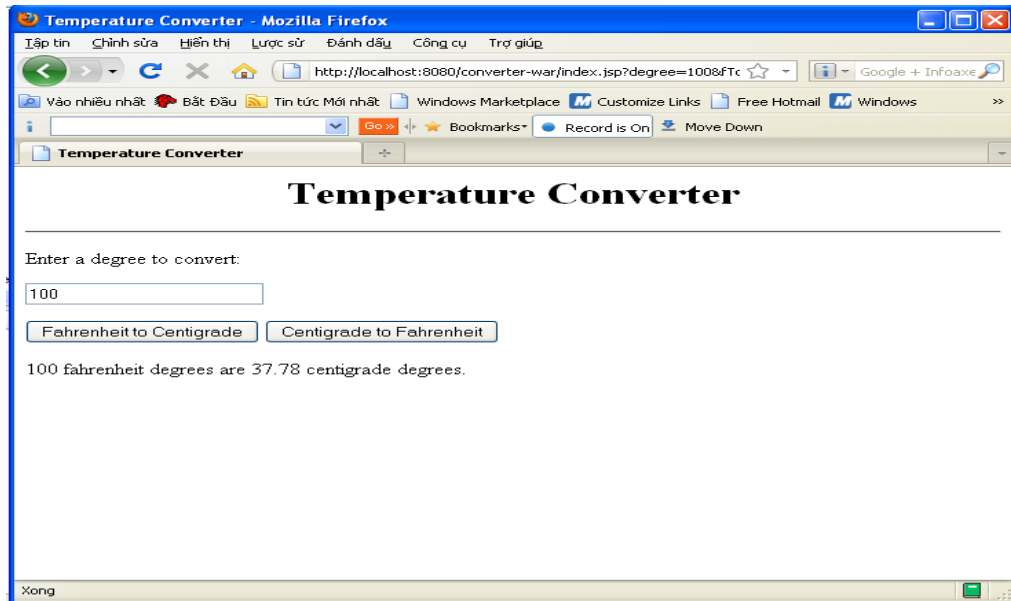 Temperature Converter - Mozilla Firefox
Tập tin Chỉnh sửa Hiển thị Lược sử Đánh dấu Công cụ Trợ giúp
http://localhost:8080/converter-war/index.jsp?degree=100&fTc Google + Infoaxe
Vào nhiều nhất Bắt Đầu Tin tức Mới nhất Windows Marketplace Customize Links Free Hotmail Windows »
Go » Bookmarks Record is On Move Down
Temperature Converter
Temperature Converter
Enter a degree to convert:
100
Fahrenheit to Centigrade Centigrade to Fahrenheit
100 fahrenheit degrees are 37.78 centigrade degrees.
Xong